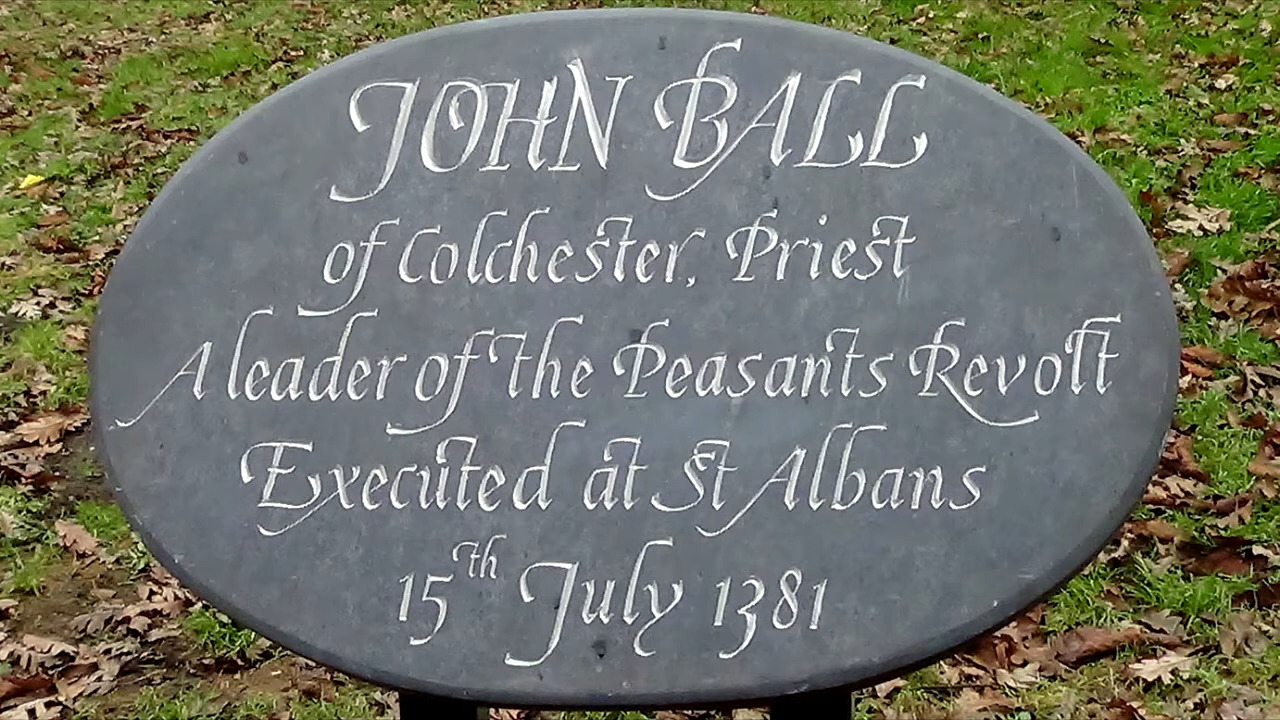 JOHN BALL
of Colchester, Priest
A leader of the Peasants Revolt
Executed at St Albans
15th July 1381